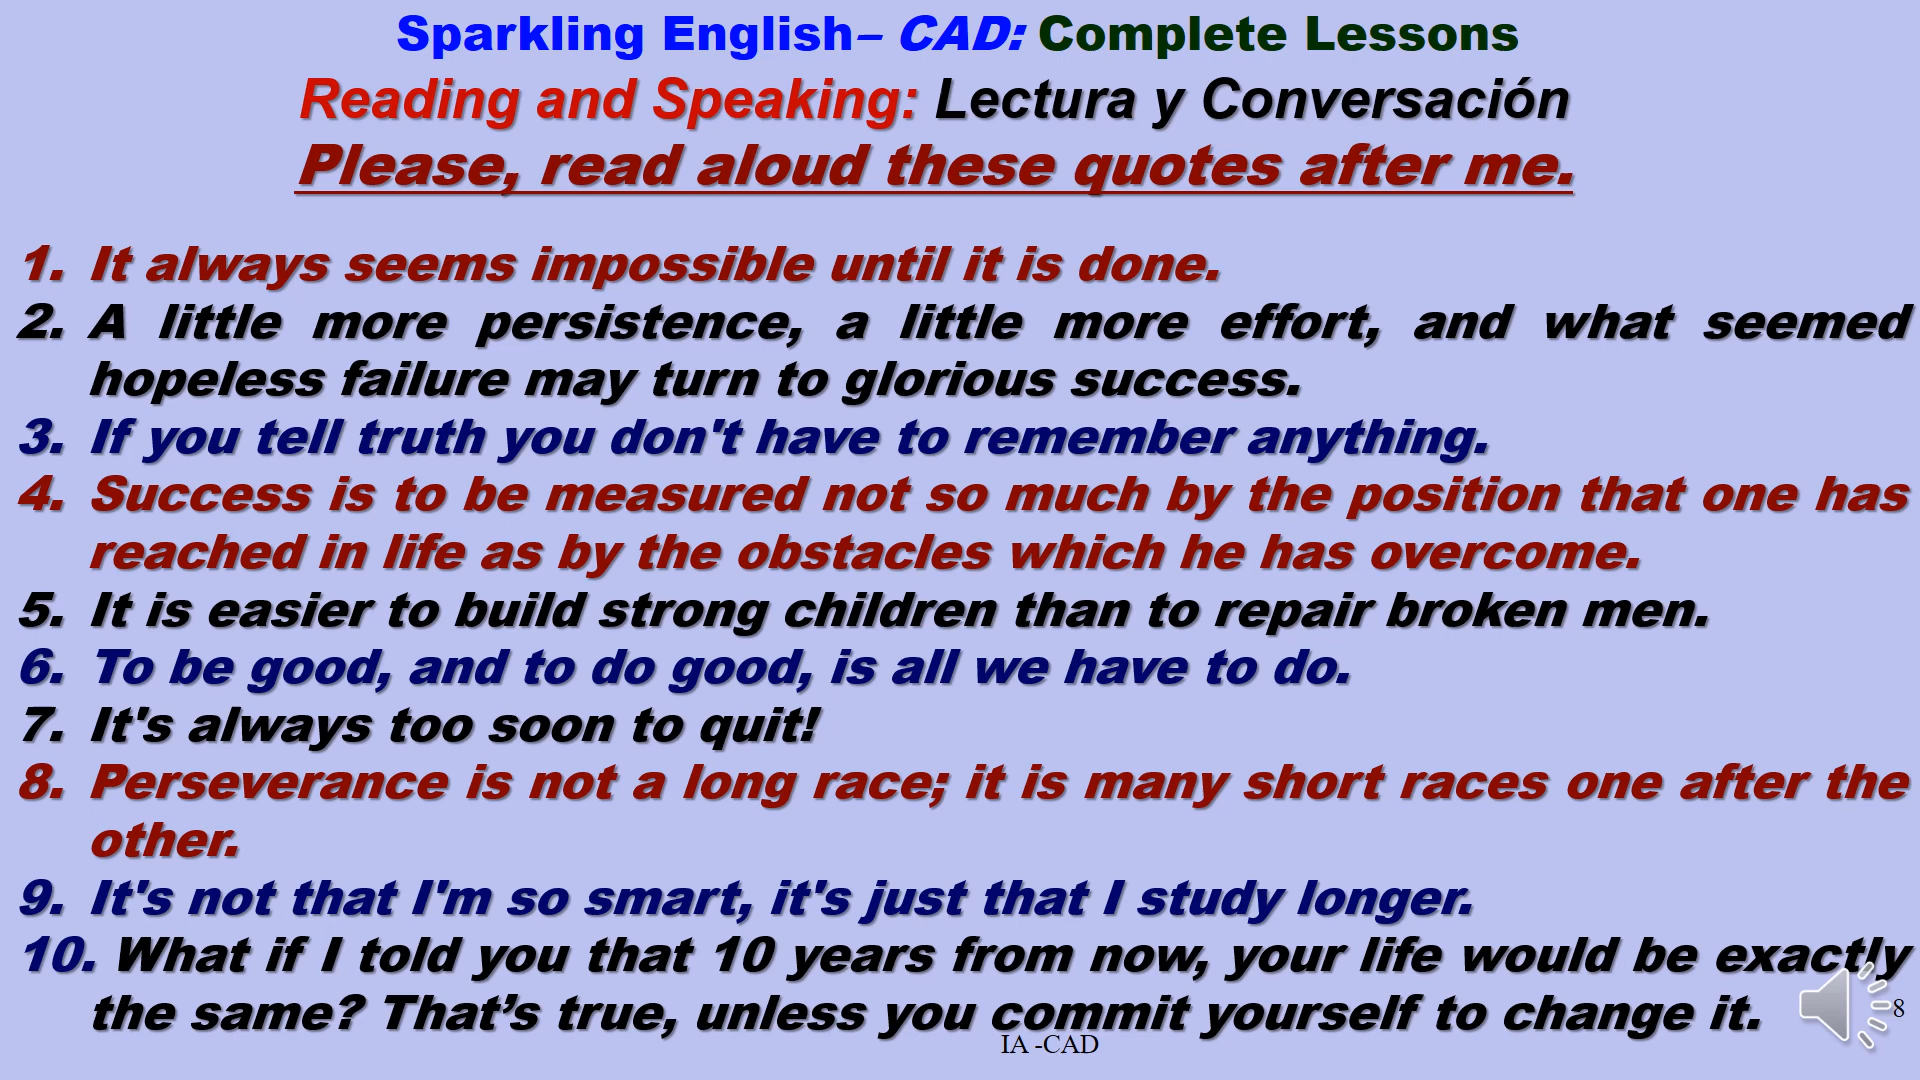 Sparkling English– CAD: Complete Lessons
Reading and Speaking: Lectura y Conversación
Please, read aloud these quotes after me.
1. It always seems impossible until it is done.
2. A little more persistence, a little more effort, and what seemed
hopeless failure may turn to glorious success.
3. If you tell truth you don't have to remember anything.
4. Success is to be measured not so much by the position that one has
reached in life as by the obstacles which he has overcome.
5. It is easier to build strong children than to repair broken men.
6. To be good, and to do good, is all we have to do.
7. It's always too soon to quit!
8. Perseverance is not a long race; it is many short races one after the
other.
9. It's not that I'm so smart, it's just that I study longer.
10. What if I told you that 10 years from now, your life would be exactly
the same? That’s true, unless you commit yourself to change it.
8
IA -CAD